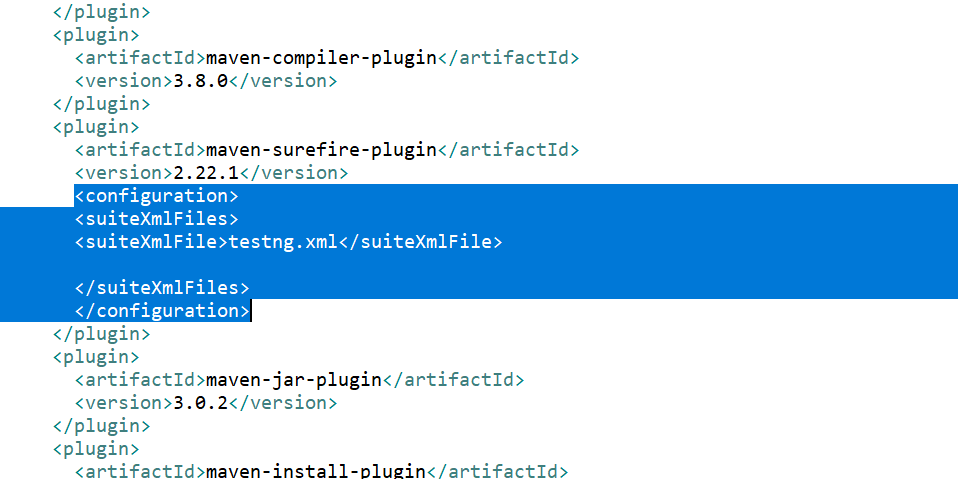 </plugin>
<plugin>
<artifactId>maven-compiler-plugin</artifactId>
<version>3.8.0</version>
</plugin>
<plugin>
<artifactId>maven-surefire-plugin</artifactId>
<version>2.22.1</version>
<configuration>
<suiteXmlFiles>
<suiteXmlFile>testng.xml</suiteXmlFile>
</suiteXmlFiles>
</configuration>
</plugin>
<plugin>
<artifactId>maven-jar-plugin</artifactId>
<version>3.0.2</version>
</plugin>
<plugin>
<artifactId>maven-install-plugin</artifactId>